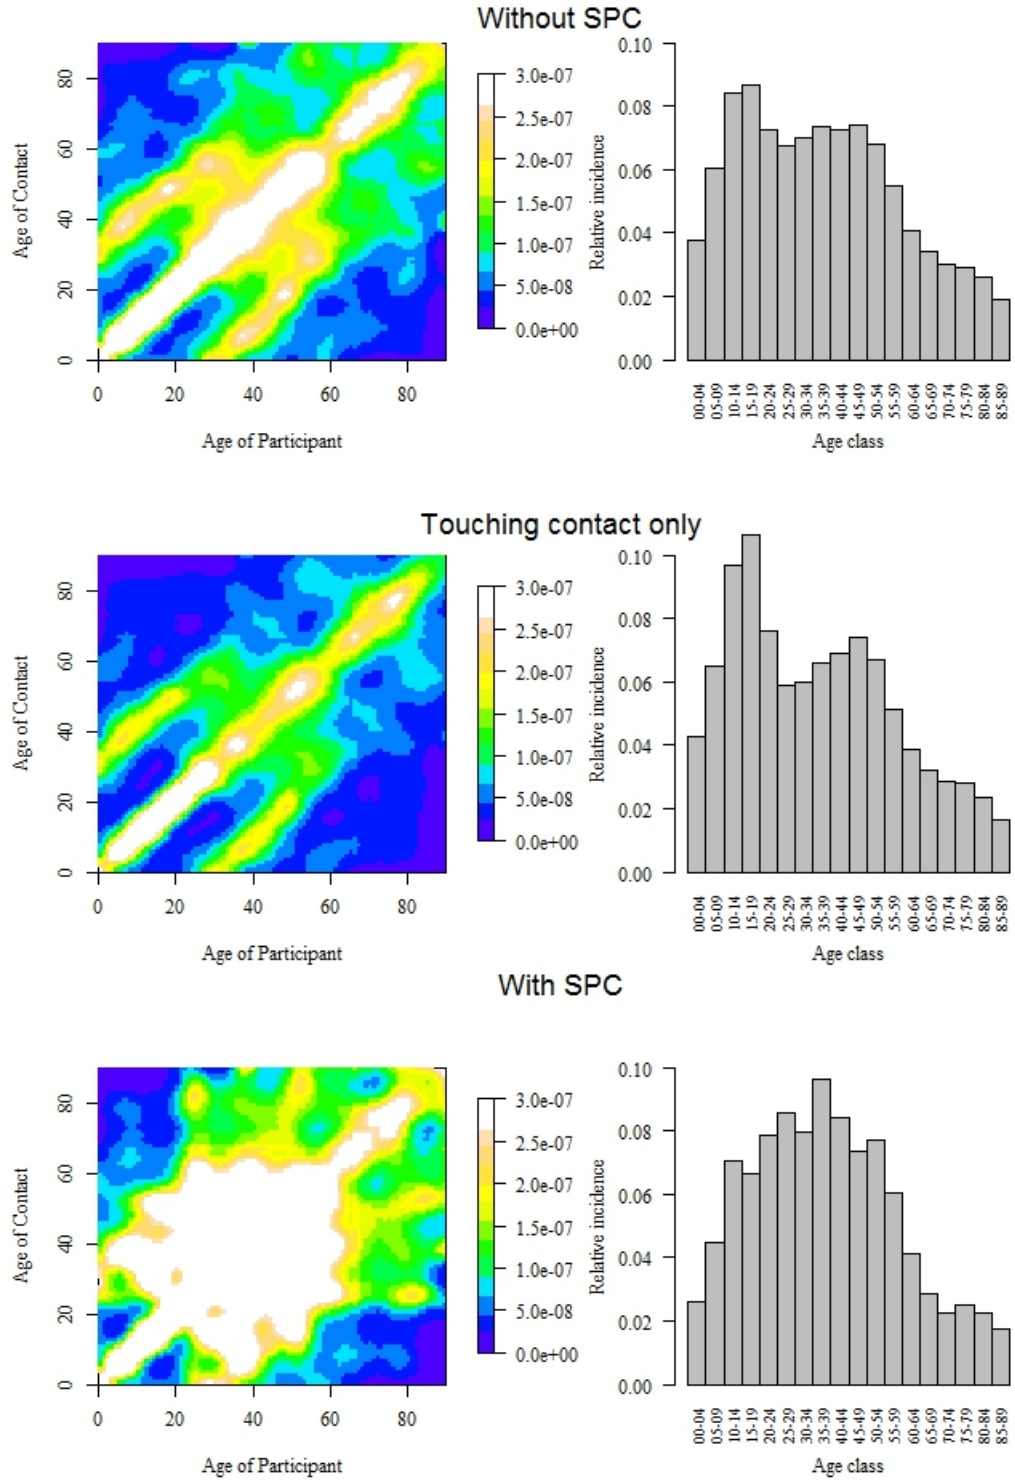 Without SPC
Age of Contact
0
20
40
60
80
0 20 40 60 80
Age of Participant
3.0e-07
2.5e-07
2.0e-07
1.5e-07
1.0e-07
5.0e-08
0.0e+00
Relative incidence
0.10
0.08
0.06
0.04
0.02
0.00
00-04
05-09
10-14
15-19
20-24
25-29
30-34
35-39
40-44
45-49
50-54
55-59
60-64
65-69
70-74
75-79
80-84
85-89
Age class
Touching contact only
Age of Contact
0
20
40
60
80
0 20 40 60 80
Age of Participant
3.0e-07
2.5e-07
2.0e-07
1.5e-07
1.0e-07
5.0e-08
0.0e+00
Relative incidence
0.10
0.08
0.06
0.04
0.02
0.00
00-04
05-09
10-14
15-19
20-24
25-29
30-34
35-39
40-44
45-49
50-54
55-59
60-64
65-69
70-74
75-79
80-84
85-89
Age class
With SPC
Age of Contact
0
20
40
60
80
0 20 40 60 80
Age of Participant
3.0e-07
2.5e-07
2.0e-07
1.5e-07
1.0e-07
5.0e-08
0.0e+00
Relative incidence
0.10
0.08
0.06
0.04
0.02
0.00
00-04
05-09
10-14
15-19
20-24
25-29
30-34
35-39
40-44
45-49
50-54
55-59
60-64
65-69
70-74
75-79
80-84
85-89
Age class